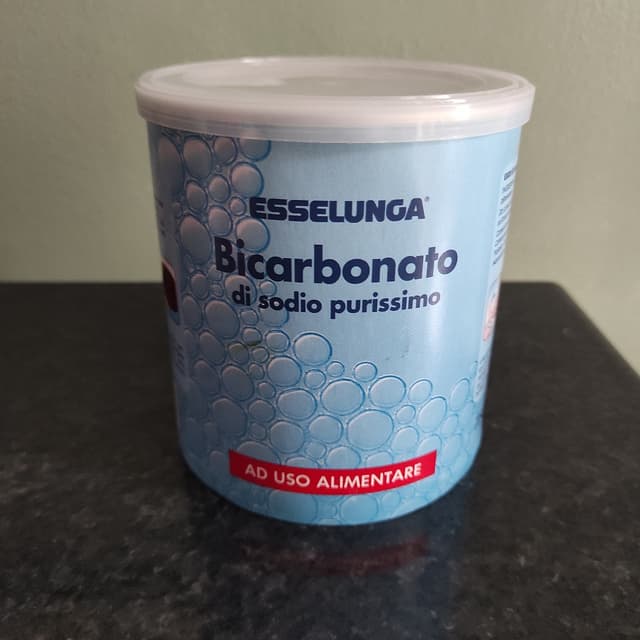 ESSELUNGA®
Bicarbonato
di sodio purissimo
AD USO ALIMENTARE